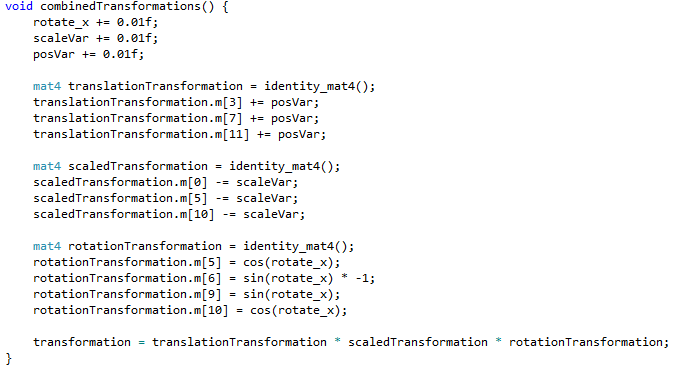 void combinedTransformations() {
    rotate_x += 0.01f;
    scaleVar += 0.01f;
    posVar += 0.01f;

    mat4 translationTransformation = identity_mat4();
    translationTransformation.m[3] += posVar;
    translationTransformation.m[7] += posVar;
    translationTransformation.m[11] += posVar;

    mat4 scaledTransformation = identity_mat4();
    scaledTransformation.m[0] -= scaleVar;
    scaledTransformation.m[5] -= scaleVar;
    scaledTransformation.m[10] -= scaleVar;

    mat4 rotationTransformation = identity_mat4();
    rotationTransformation.m[5] = cos(rotate_x);
    rotationTransformation.m[6] = sin(rotate_x) * -1;
    rotationTransformation.m[9] = sin(rotate_x);
    rotationTransformation.m[10] = cos(rotate_x);

    transformation = translationTransformation * scaledTransformation * rotationTransformation;
}